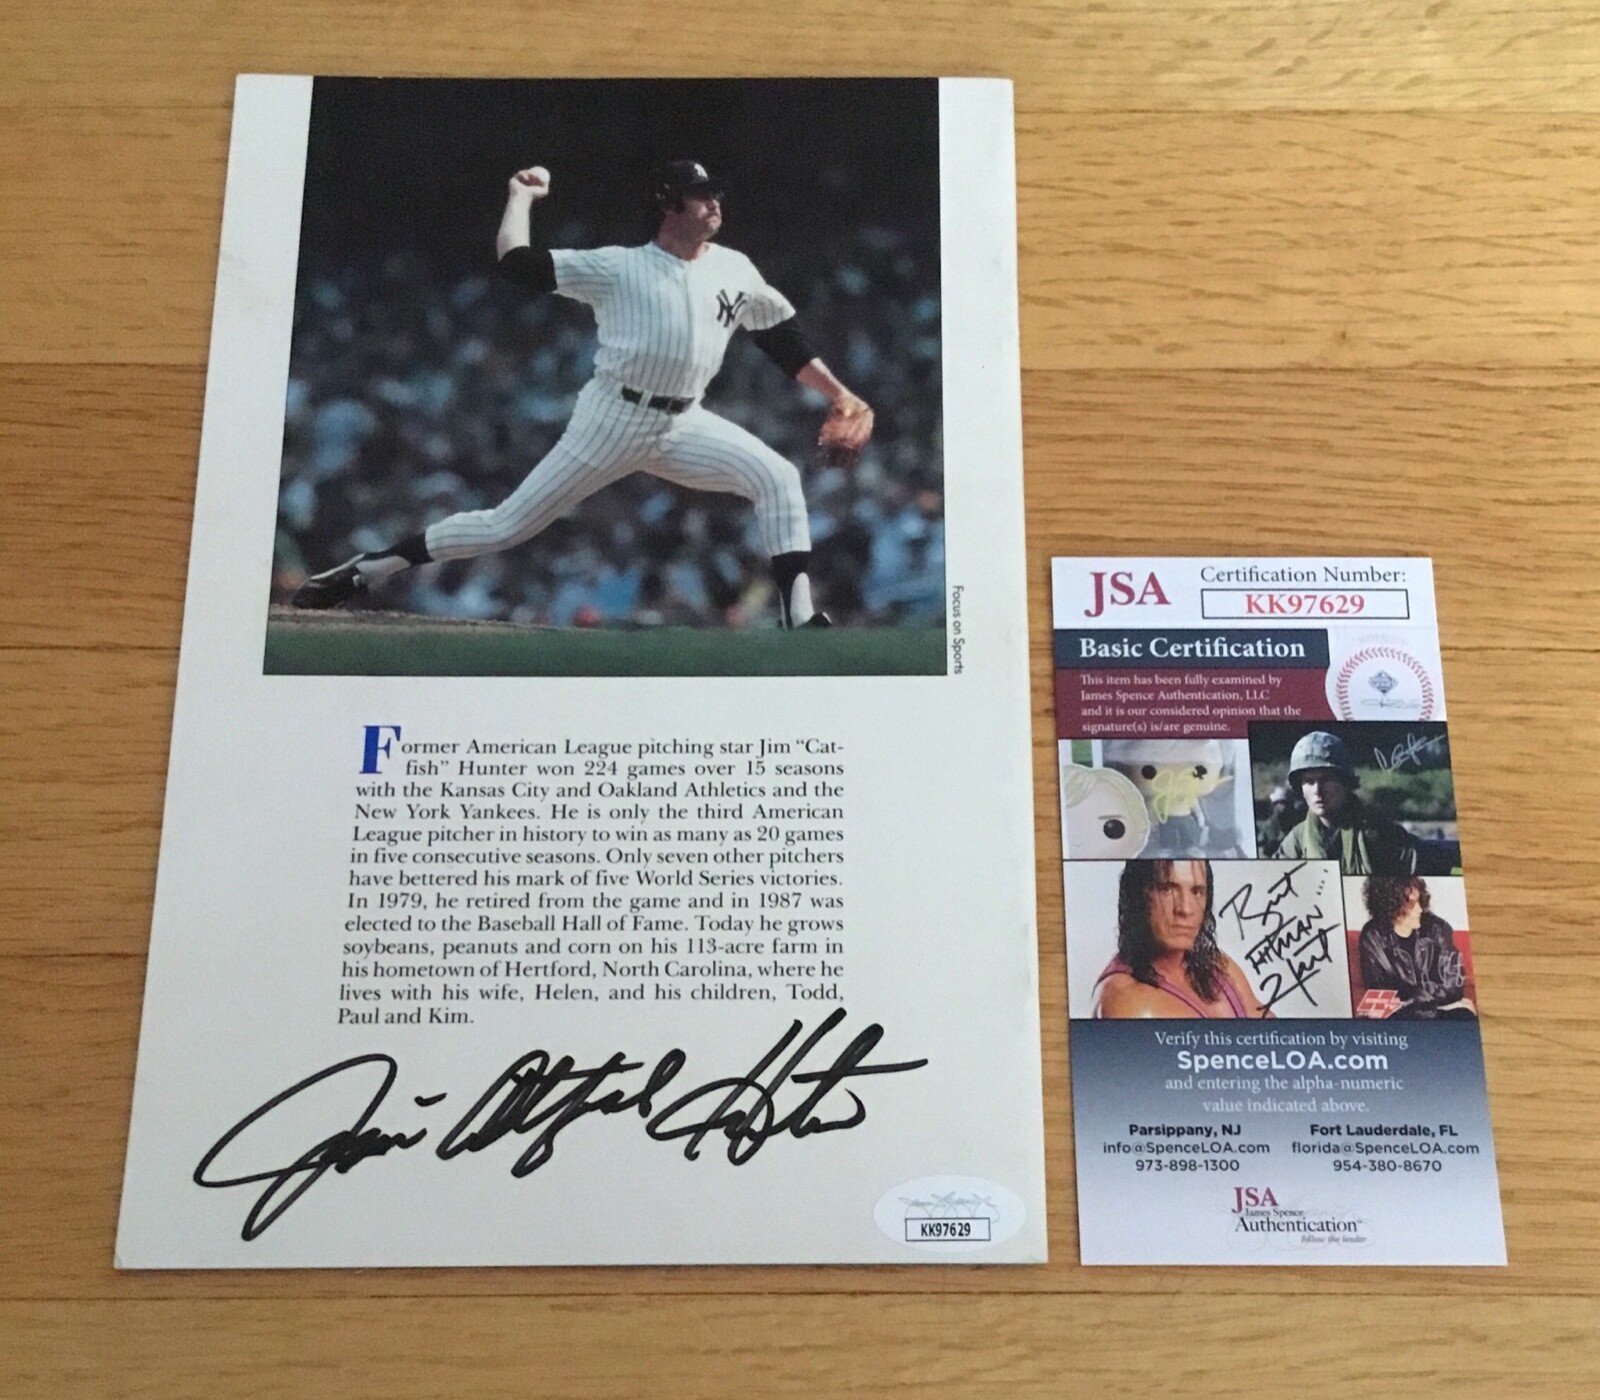 Focus on Sports
Former American League pitching star Jim "Cat-
fish" Hunter won 224 games over 15 seasons
with the Kansas City and Oakland Athletics and the
New York Yankees. He is only the third American
League pitcher in history to win as many as 20 games
in five consecutive seasons. Only seven other pitchers
have bettered his mark of five World Series victories.
In 1979, he retired from the game and in 1987 was
elected to the Baseball Hall of Fame. Today he grows
soybeans, peanuts and corn on his 113-acre farm in
his hometown of Hertford, North Carolina, where he
lives with his wife, Helen, and his children, Todd,
Paul and Kim.
Jim Catfish Hunter
KK97629
JSA
Certification Number:
KK97629
Basic Certification
This item has been fully examined by
James Spence Authentication, LLC
and it is our considered opinion that the
signature(s) is/are genuine.
Bret
HITMAN
Hart
Verify this certification by visiting
SpenceLOA.com
and entering the alpha-numeric
value indicated above.
Parsippany, NJ
info@SpenceLOA.com
973-898-1300
Fort Lauderdale, FL
florida@SpenceLOA.com
954-380-8670
JSA
James Spence
Authentication
follow the leader